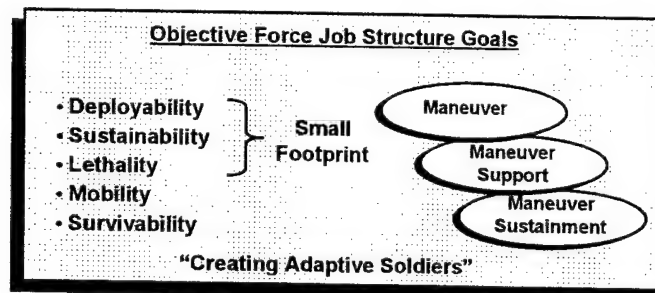 Objective Force Job Structure Goals
• Deployability
• Sustainability
• Lethality
• Mobility
• Survivability
Small
Footprint
Maneuver
Maneuver
Support
Maneuver
Sustainment
“Creating Adaptive Soldiers”